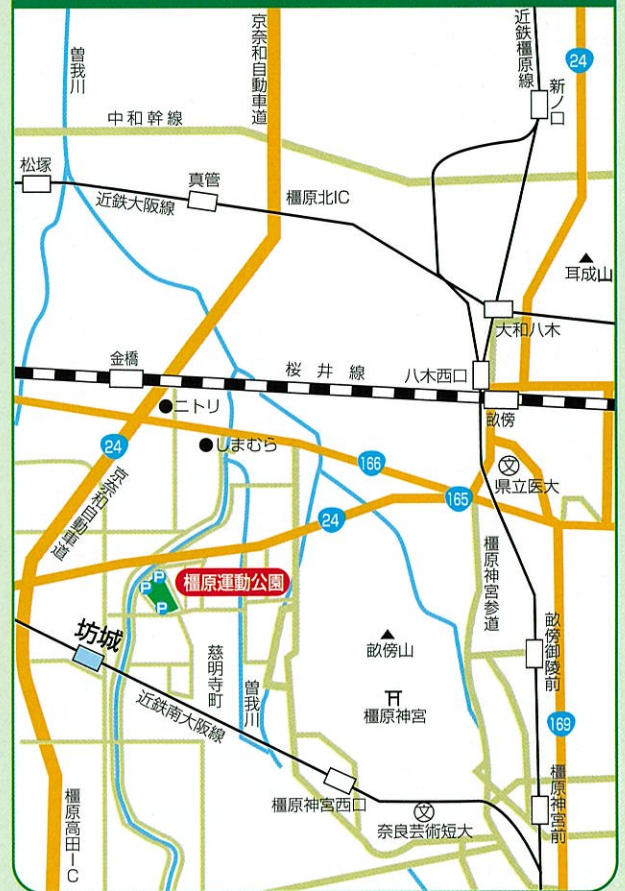 近鉄橿原線
京奈和自動車道
曽我川
24
新ノ口
中和幹線
松塚
真管
近鉄大阪線
橿原北IC
耳成山
大和八木
金橋
桜井線
八木西口
ニトリ
畝傍
しまむら
24
166
文
県立医大
165
京奈和自動車道
24
橿原神宮参道
P
P
P
橿原運動公園
坊城
慈明寺町
畝傍山
畝傍御陵前
曽我川
橿原神宮
近鉄南大阪線
169
橿原神宮西口
橿原神宮前
橿原高田IC
文
奈良芸術短大